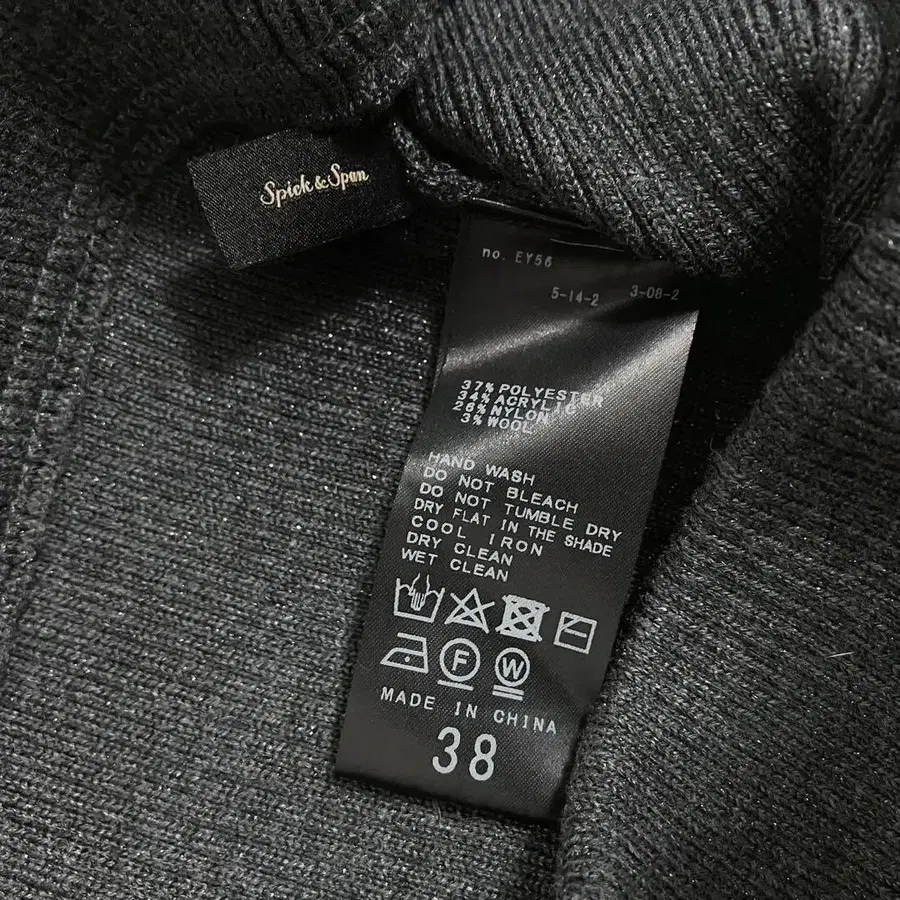 Spick & Span
no. EY56
5-14-2 3-08-2
37% POLYESTER
34% ACRYLIC
26% NYLON
3% WOOL
HAND WASH
DO NOT BLEACH
DO NOT TUMBLE DRY
DRY FLAT IN THE SHADE
COOL IRON
DRY CLEAN
WET CLEAN
F W
MADE IN CHINA
38